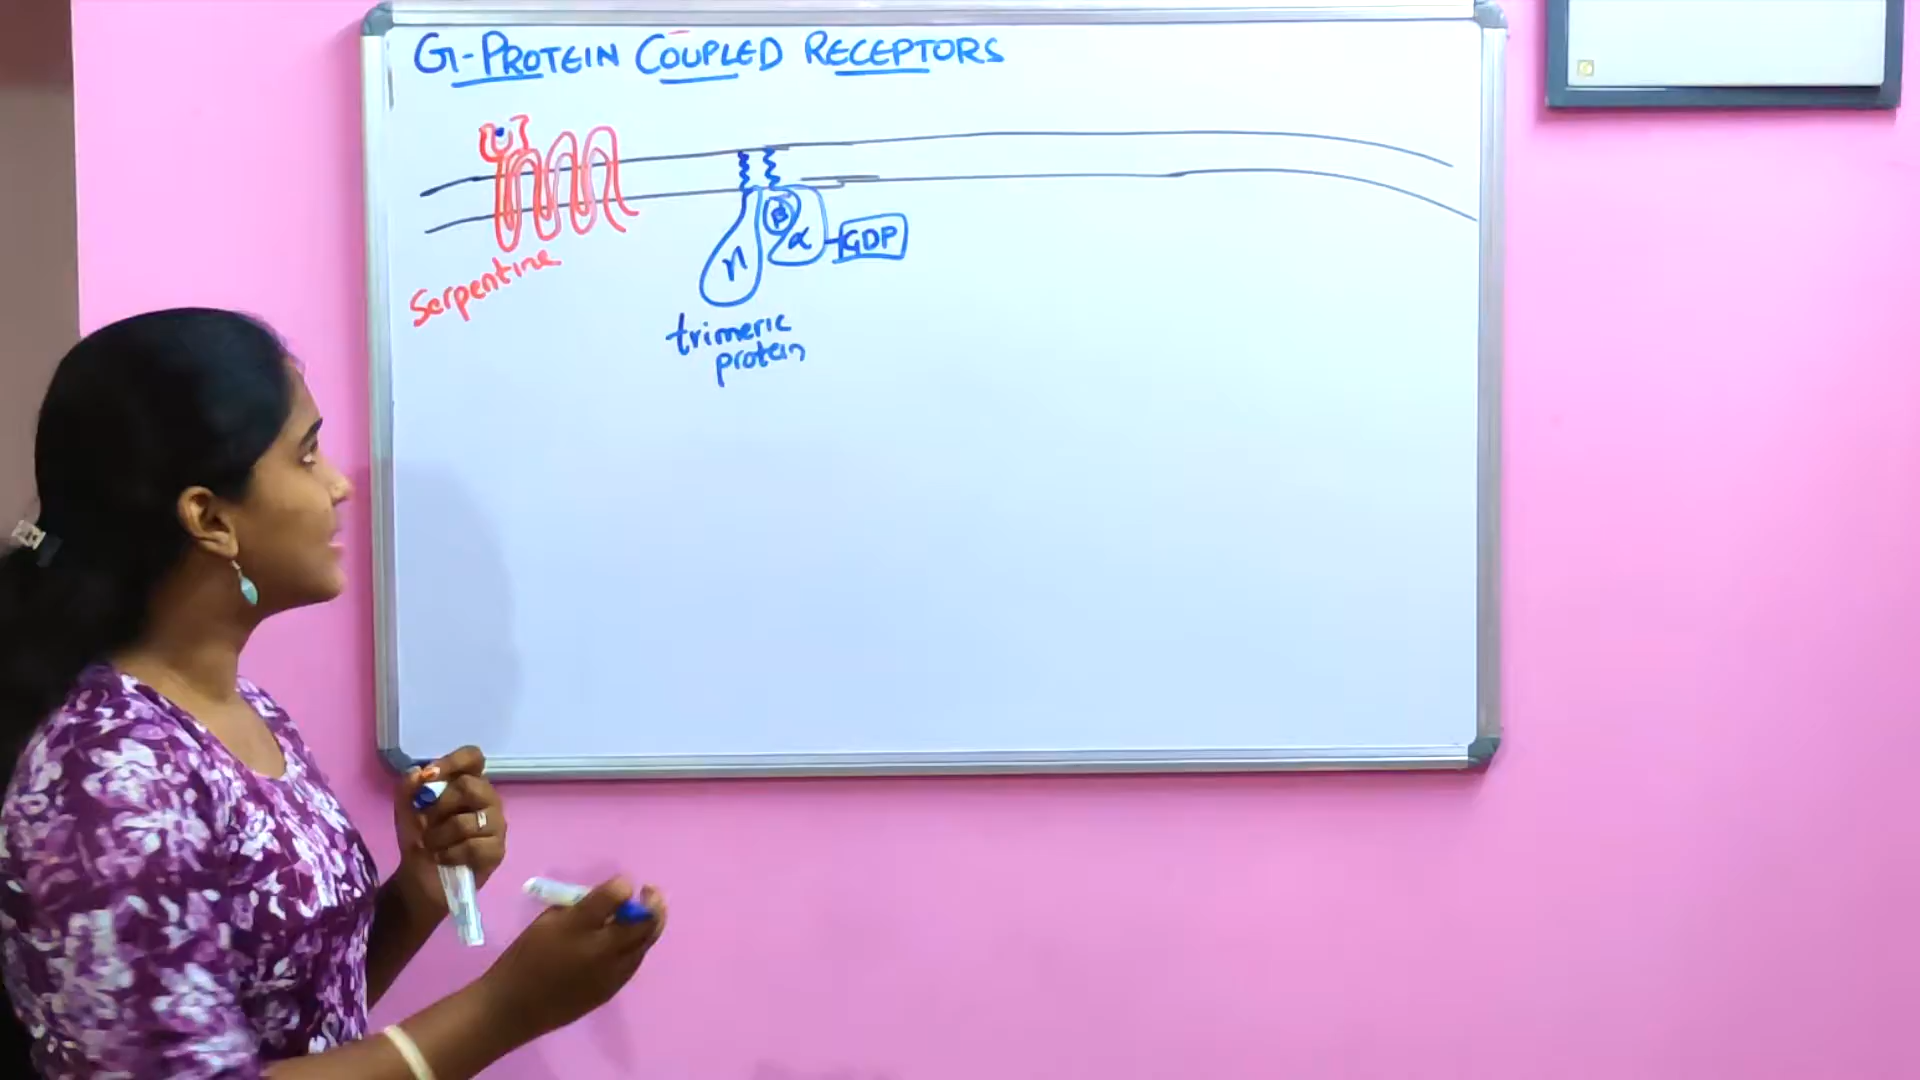 G-PROTEIN COUPLED RECEPTORS
α
GDP
Serpentine
trimeric
protein